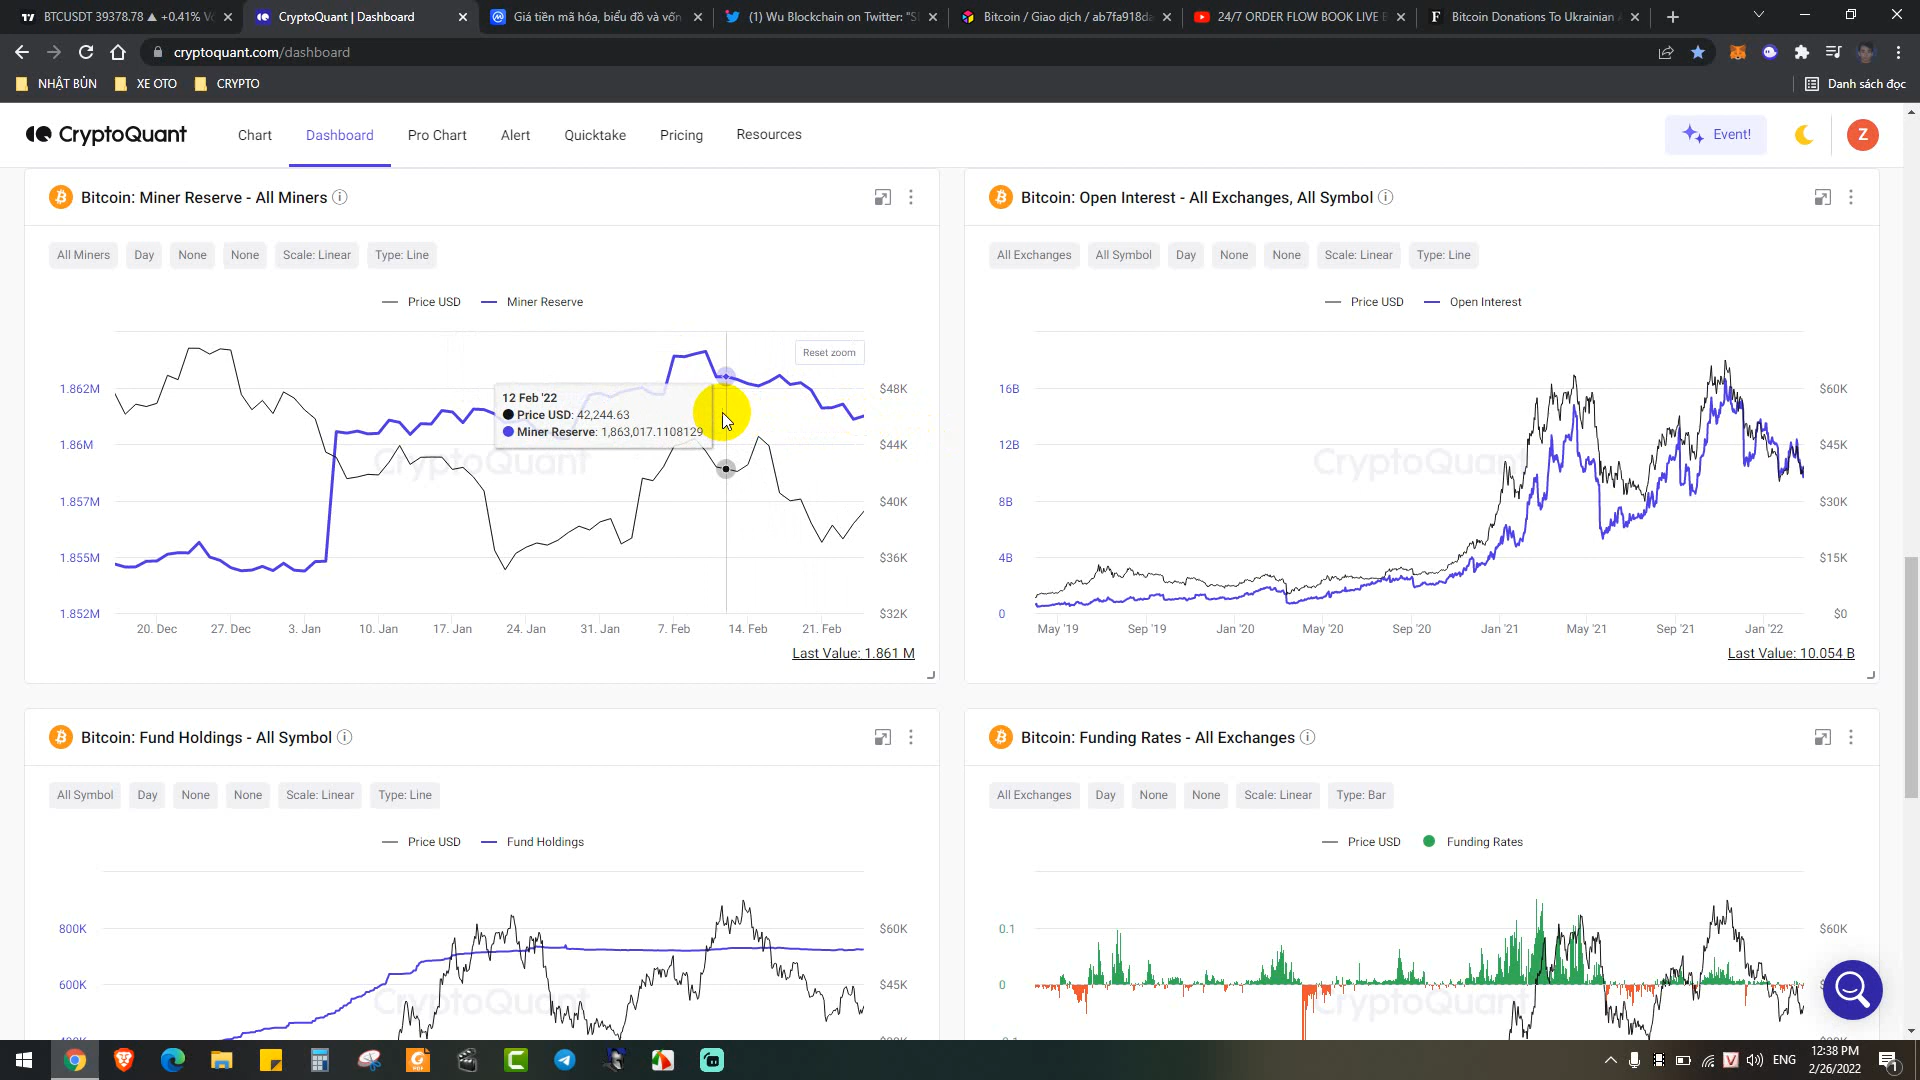 BTCUSDT 39378.78 ▲ +0.41%
CryptoQuant | Dashboard
Giá tiền mã hóa, biểu đồ và vốn
(1) Wu Blockchain on Twitter: "S
Bitcoin / Giao dịch / ab7fa918d
24/7 ORDER FLOW BOOK LIVE
Bitcoin Donations To Ukrainian
cryptoquant.com/dashboard
NHẬT BỦN
XE OTO
CRYPTO
Danh sách đọc
CryptoQuant
Chart
Dashboard
Pro Chart
Alert
Quicktake
Pricing
Resources
Event!
Z
Bitcoin: Miner Reserve - All Miners
All Miners
Day
None
None
Scale: Linear
Type: Line
Price USD
Miner Reserve
Reset zoom
1.862M
1.86M
1.857M
1.855M
1.852M
$48K
$44K
$40K
$36K
$32K
12 Feb '22
Price USD: 42,244.63
Miner Reserve: 1,863,017.1108129
CryptoQuant
20. Dec
27. Dec
3. Jan
10. Jan
17. Jan
24. Jan
31. Jan
7. Feb
14. Feb
21. Feb
Last Value: 1.861 M
Bitcoin: Open Interest - All Exchanges, All Symbol
All Exchanges
All Symbol
Day
None
None
Scale: Linear
Type: Line
Price USD
Open Interest
16B
12B
8B
4B
0
$60K
$45K
$30K
$15K
$0
CryptoQuant
May '19
Sep '19
Jan '20
May '20
Sep '20
Jan '21
May '21
Sep '21
Jan '22
Last Value: 10.054 B
Bitcoin: Fund Holdings - All Symbol
All Symbol
Day
None
None
Scale: Linear
Type: Line
Price USD
Fund Holdings
800K
600K
$60K
$45K
CryptoQuant
Bitcoin: Funding Rates - All Exchanges
All Exchanges
Day
None
None
Scale: Linear
Type: Bar
Price USD
Funding Rates
0.1
0
$60K
CryptoQuant
ENG
12:38 PM
2/26/2022